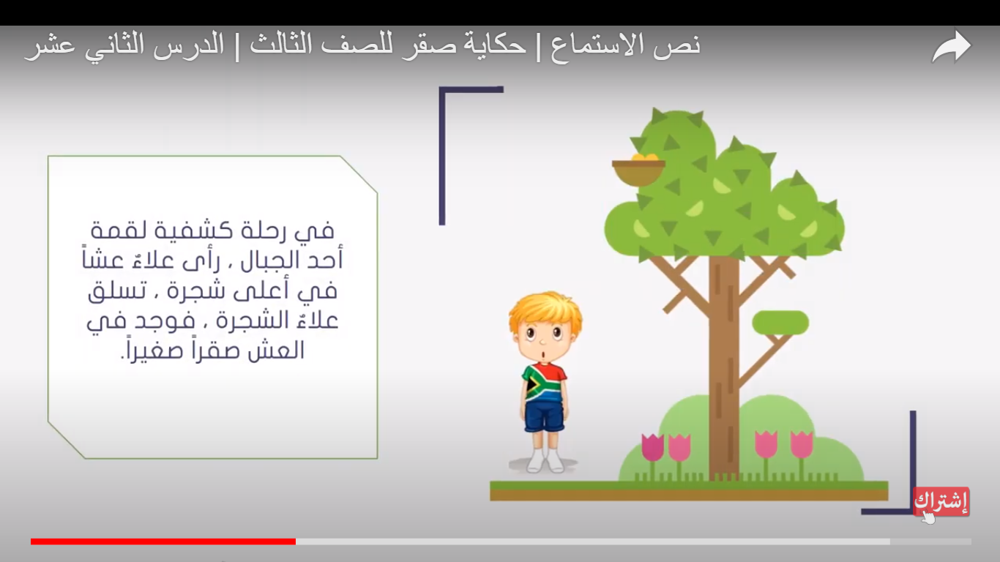 نص الاستماع | حكاية صقر للصف الثالث | الدرس الثاني عشر
في رحلة كشفية لقمة
أحد الجبال ، رأى علاءٌ عشاً
في أعلى شجرة ، تسلق
علاءٌ الشجرة ، فوجد في
العش صقراً صغيراً.
إشتراك